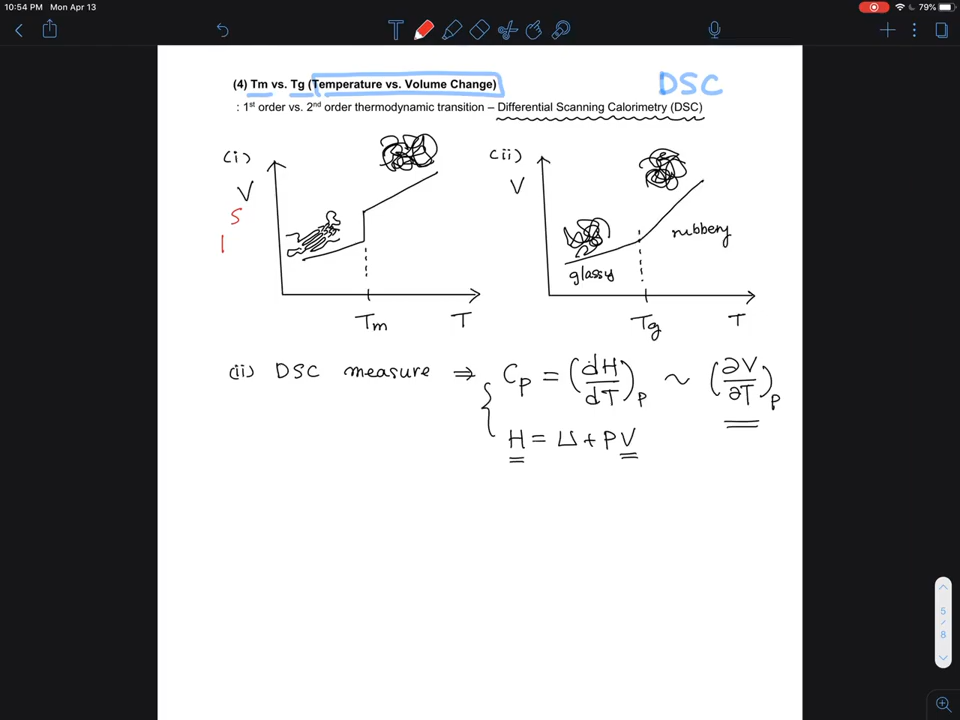 10:54 PM Mon Apr 13
79%
(4) Tm vs. Tg (Temperature vs. Volume Change)
DSC
: 1st order vs. 2nd order thermodynamic transition – Differential Scanning Calorimetry (DSC)
(i)
V
S
Tm
T
(ii)
V
glassy
rubbery
Tg
T
(ii) DSC measure ⇒ Cp = (dH/dT)p ~ (∂V/∂T)p
H = U + PV
5
/
8